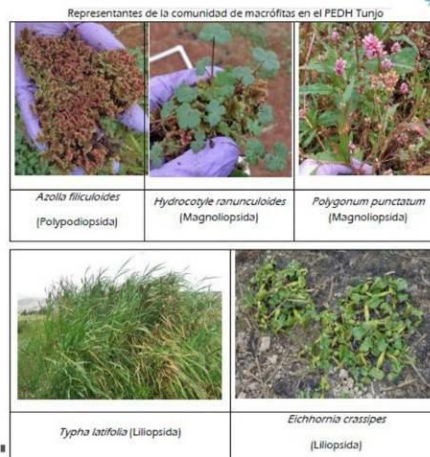 Representantes de la comunidad de macrófitas en el PEDH Tunjo
Azolla filiculoides
(Polypodiopsida)
Hydrocotyle ranunculoides
(Magnoliopsida)
Polygonum punctatum
(Magnoliopsida)
Typha latifolia (Liliopsida)
Eichhornia crassipes
(Liliopsida)